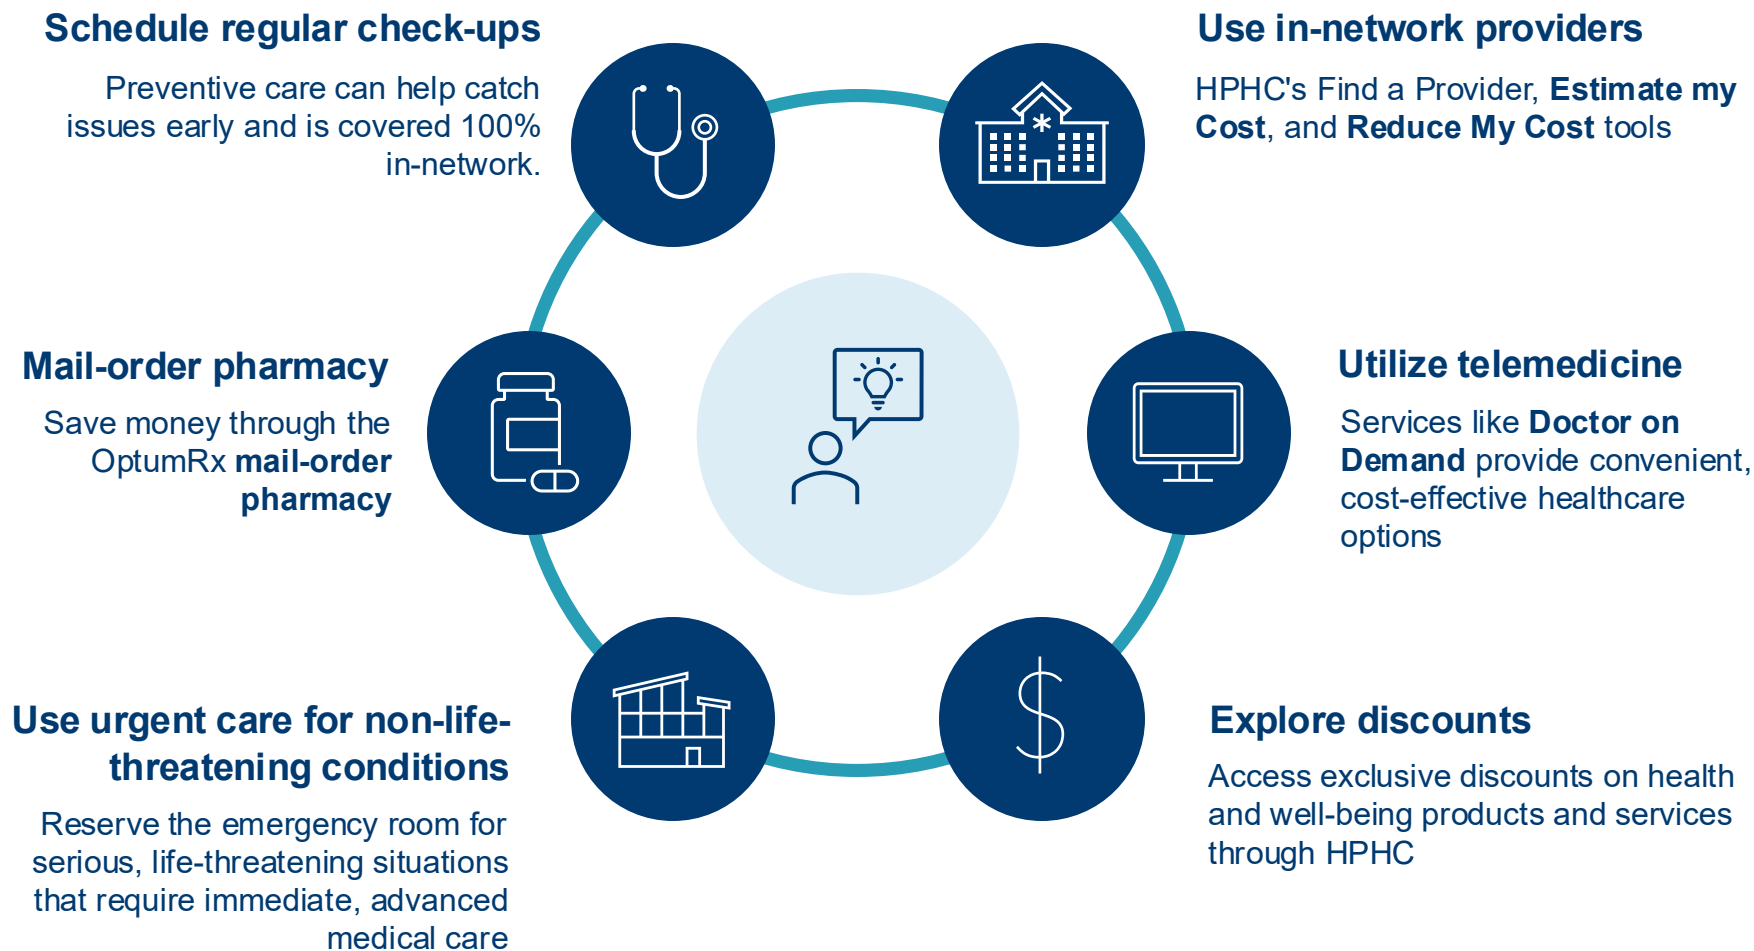 Schedule regular check-ups
Preventive care can help catch
issues early and is covered 100%
in-network.
Use in-network providers
HPHC's Find a Provider, Estimate my
Cost, and Reduce My Cost tools
Mail-order pharmacy
Save money through the
OptumRx mail-order
pharmacy
Utilize telemedicine
Services like Doctor on
Demand provide convenient,
cost-effective healthcare
options
Use urgent care for non-life-
threatening conditions
Reserve the emergency room for
serious, life-threatening situations
that require immediate, advanced
medical care
Explore discounts
Access exclusive discounts on health
and well-being products and services
through HPHC